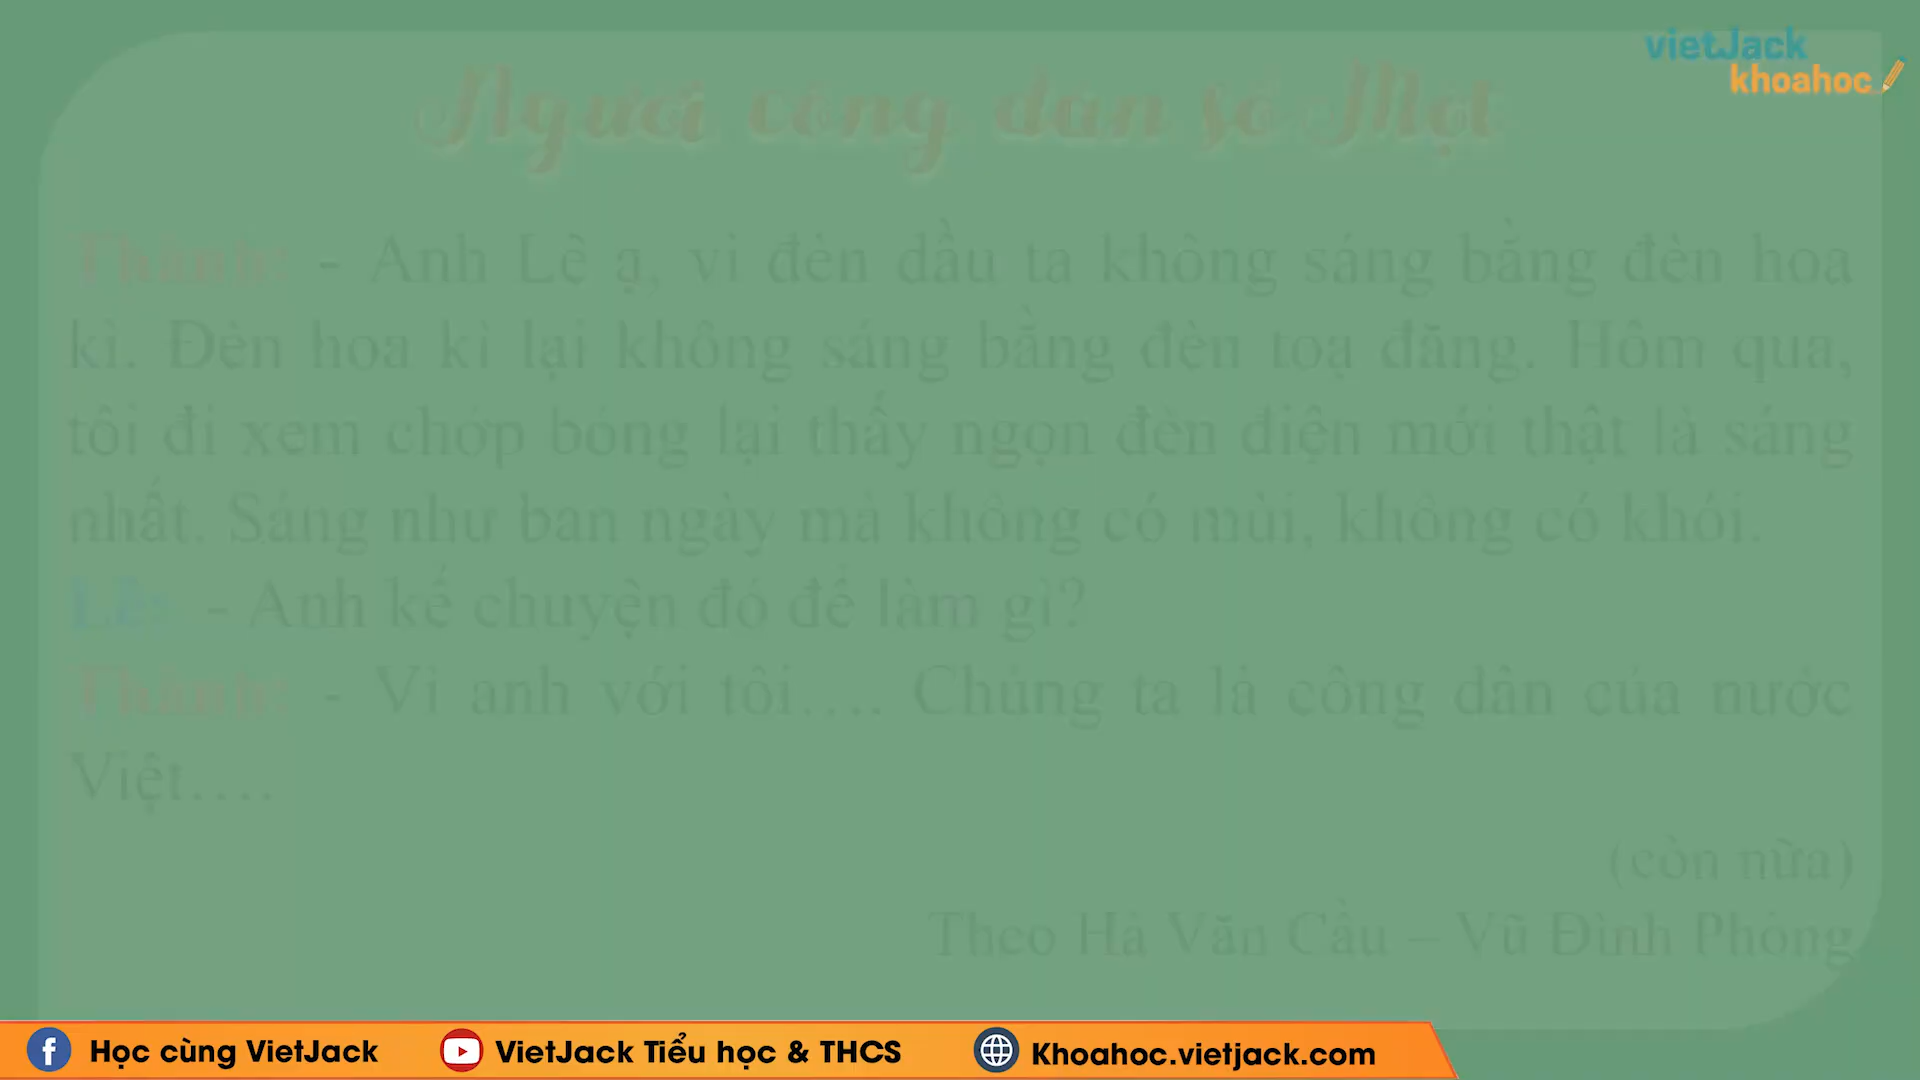 vietJack
khoahoc
Người công dân số Một
Thành: - Anh Lê ạ, vì đèn dầu ta không sáng bằng đèn hoa
kì. Đèn hoa kì lại không sáng bằng đèn toạ đăng. Hôm qua,
tôi đi xem chớp bóng lại thấy ngọn đèn điện mới thật là sáng
nhất. Sáng như ban ngày mà không có mùi, không có khói.
Lê: - Anh kể chuyện đó để làm gì?
Thành: - Vì anh với tôi.... Chúng ta là công dân của nước
Việt....
(còn nữa)
Theo Hà Văn Cầu – Vũ Đình Phòng
Học cùng VietJack
VietJack Tiểu học & THCS
Khoahoc.vietjack.com